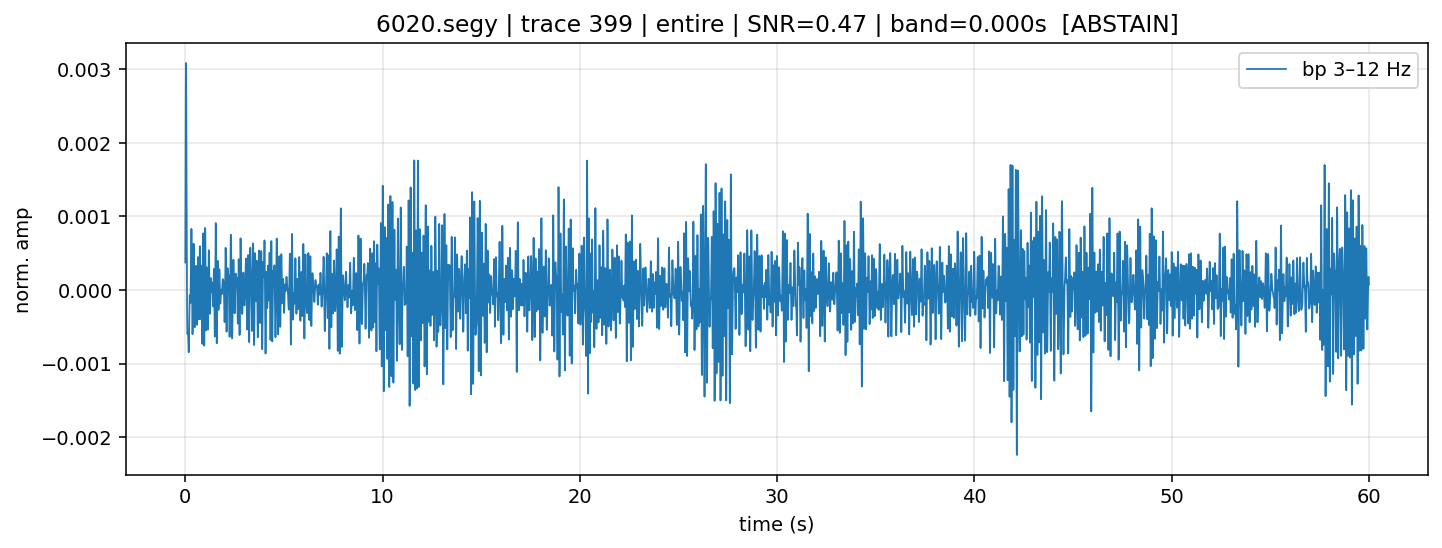 6020.segy | trace 399 | entire | SNR=0.47 | band=0.000s  [ABSTAIN]
bp 3–12 Hz
0.003
0.002
0.001
0.000
−0.001
−0.002
norm. amp
0 10 20 30 40 50 60
time (s)